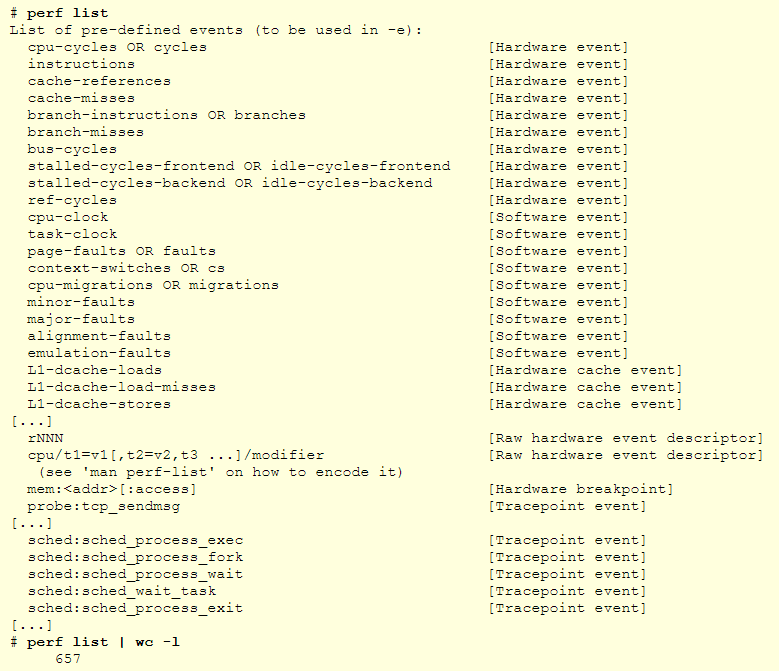 # perf list
List of pre-defined events (to be used in -e):
  cpu-cycles OR cycles                               [Hardware event]
  instructions                                       [Hardware event]
  cache-references                                   [Hardware event]
  cache-misses                                       [Hardware event]
  branch-instructions OR branches                    [Hardware event]
  branch-misses                                      [Hardware event]
  bus-cycles                                         [Hardware event]
  stalled-cycles-frontend OR idle-cycles-frontend    [Hardware event]
  stalled-cycles-backend OR idle-cycles-backend      [Hardware event]
  ref-cycles                                         [Hardware event]
  cpu-clock                                          [Software event]
  task-clock                                         [Software event]
  page-faults OR faults                              [Software event]
  context-switches OR cs                             [Software event]
  cpu-migrations OR migrations                       [Software event]
  minor-faults                                       [Software event]
  major-faults                                       [Software event]
  alignment-faults                                   [Software event]
  emulation-faults                                   [Software event]
  L1-dcache-loads                                    [Hardware cache event]
  L1-dcache-load-misses                              [Hardware cache event]
  L1-dcache-stores                                   [Hardware cache event]
[...]
  rNNN                                               [Raw hardware event descriptor]
  cpu/t1=v1[,t2=v2,t3 ...]/modifier                  [Raw hardware event descriptor]
   (see 'man perf-list' on how to encode it)
  mem:<addr>[:access]                                [Hardware breakpoint]
  probe:tcp_sendmsg                                  [Tracepoint event]
[...]
  sched:sched_process_exec                           [Tracepoint event]
  sched:sched_process_fork                           [Tracepoint event]
  sched:sched_process_wait                           [Tracepoint event]
  sched:sched_wait_task                              [Tracepoint event]
  sched:sched_process_exit                           [Tracepoint event]
[...]
# perf list | wc -l
     657